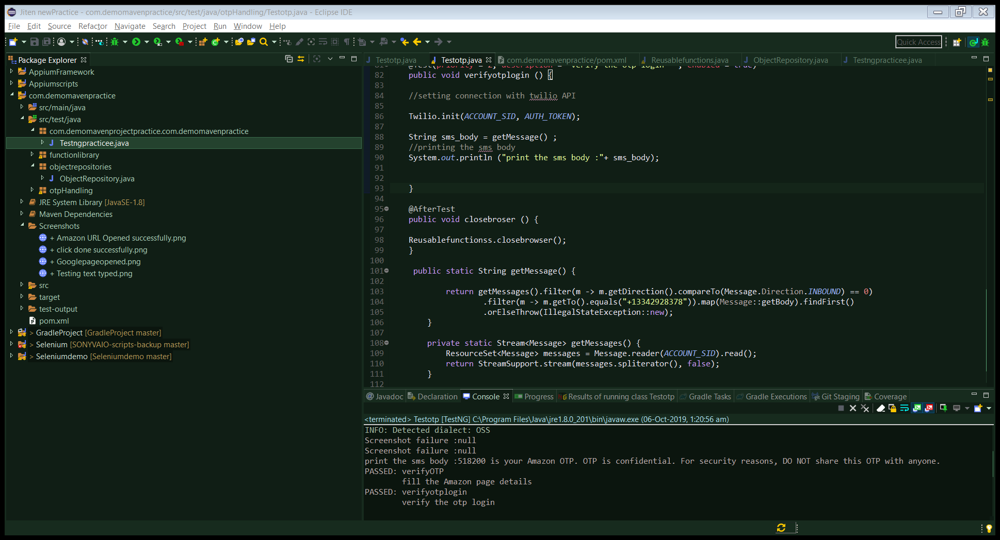 Jiten newPractice - com.demomavenpractice/src/test/java/otpHandling/Testotp.java - Eclipse IDE
File Edit Source Refactor Navigate Search Project Run Window Help
Quick Access
Package Explorer
AppiumFramework
Appiumscripts
com.demomavenpractice
src/main/java
src/test/java
com.demomavenprojectpractice.com.demomavenpractice
Testngpracticee.java
functionlibrary
objectrepositories
ObjectRepository.java
otpHandling
JRE System Library [JavaSE-1.8]
Maven Dependencies
Screenshots
+ Amazon URL Opened successfully.png
+ click done successfully.png
+ Googlepageopened.png
+ Testing text typed.png
src
target
test-output
pom.xml
> GradleProject [GradleProject master]
> Selenium [SONYVAIO-scripts-backup master]
> Seleniumdemo [Seleniumdemo master]
Testotp.java Testotp.java com.demomavenpractice/pom.xml Reusablefunctions.java ObjectRepository.java Testngpracticee.java
81 @Test(priority = 2, description = "verify the otp login" , enabled = true)
82 public void verifyotplogin () {
83
84 //setting connection with twilio API
85
86 Twilio.init(ACCOUNT_SID, AUTH_TOKEN);
87
88 String sms_body = getMessage() ;
89 //printing the sms body
90 System.out.println ("print the sms body :"+ sms_body);
91
92
93 }
94
95 @AfterTest
96 public void closebroser () {
97
98 Reusablefunctionss.closebrowser();
99 }
100
101 public static String getMessage() {
102
103 return getMessages().filter(m -> m.getDirection().compareTo(Message.Direction.INBOUND) == 0)
104 .filter(m -> m.getTo().equals("+13342928378")).map(Message::getBody).findFirst()
105 .orElseThrow(IllegalStateException::new);
106 }
107
108 private static Stream<Message> getMessages() {
109 ResourceSet<Message> messages = Message.reader(ACCOUNT_SID).read();
110 return StreamSupport.stream(messages.spliterator(), false);
111 }
112
@ Javadoc Declaration Console Progress Results of running class Testotp Gradle Tasks Gradle Executions Git Staging Coverage
<terminated> Testotp [TestNG] C:\Program Files\Java\jre1.8.0_201\bin\javaw.exe (06-Oct-2019, 1:20:56 am)
INFO: Detected dialect: OSS
Screenshot failure :null
Screenshot failure :null
print the sms body :518200 is your Amazon OTP. OTP is confidential. For security reasons, DO NOT share this OTP with anyone.
PASSED: verifyOTP
fill the Amazon page details
PASSED: verifyotplogin
verify the otp login